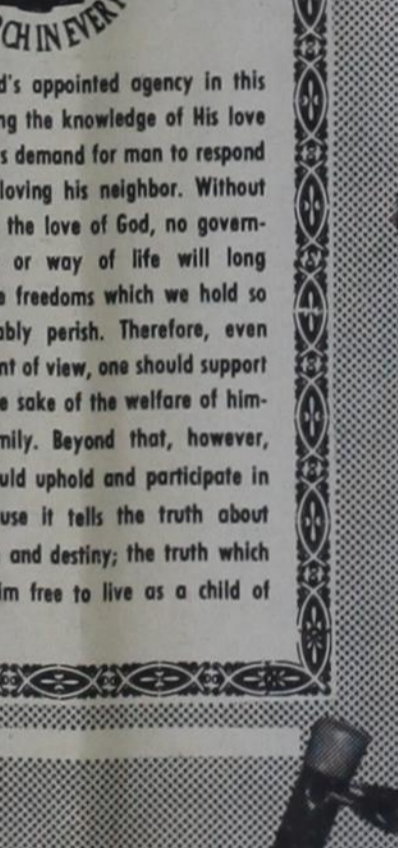 CH IN EVERY
d's appointed agency in this
ng the knowledge of His love
s demand for man to respond
loving his neighbor. Without
the love of God, no govern-
or way of life will long
e freedoms which we hold so
ably perish. Therefore, even
nt of view, one should support
e sake of the welfare of him-
mily. Beyond that, however,
uld uphold and participate in
use it tells the truth about
and destiny; the truth which
im free to live as a child of